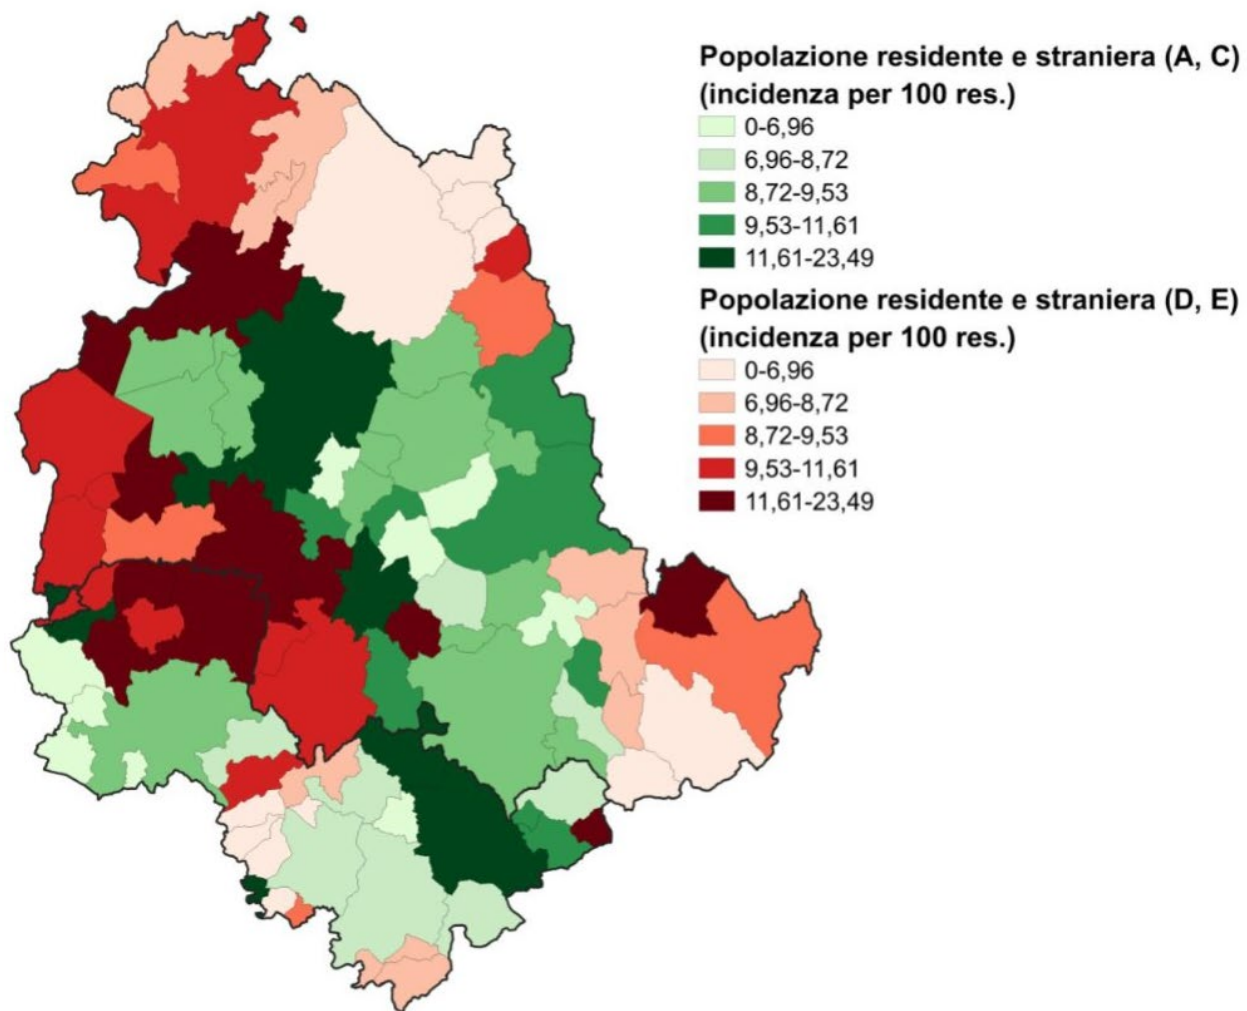 Popolazione residente e straniera (A, C)
(incidenza per 100 res.)
0-6,96
6,96-8,72
8,72-9,53
9,53-11,61
11,61-23,49
Popolazione residente e straniera (D, E)
(incidenza per 100 res.)
0-6,96
6,96-8,72
8,72-9,53
9,53-11,61
11,61-23,49